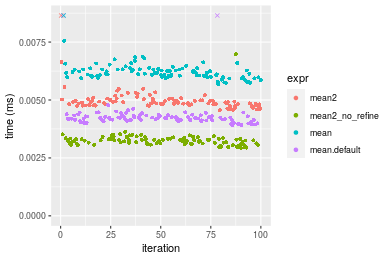 0.0075
0.0050
0.0025
0.0000
time (ms)
0
25
50
75
100
iteration
expr
mean2
mean2_no_refine
mean
mean.default